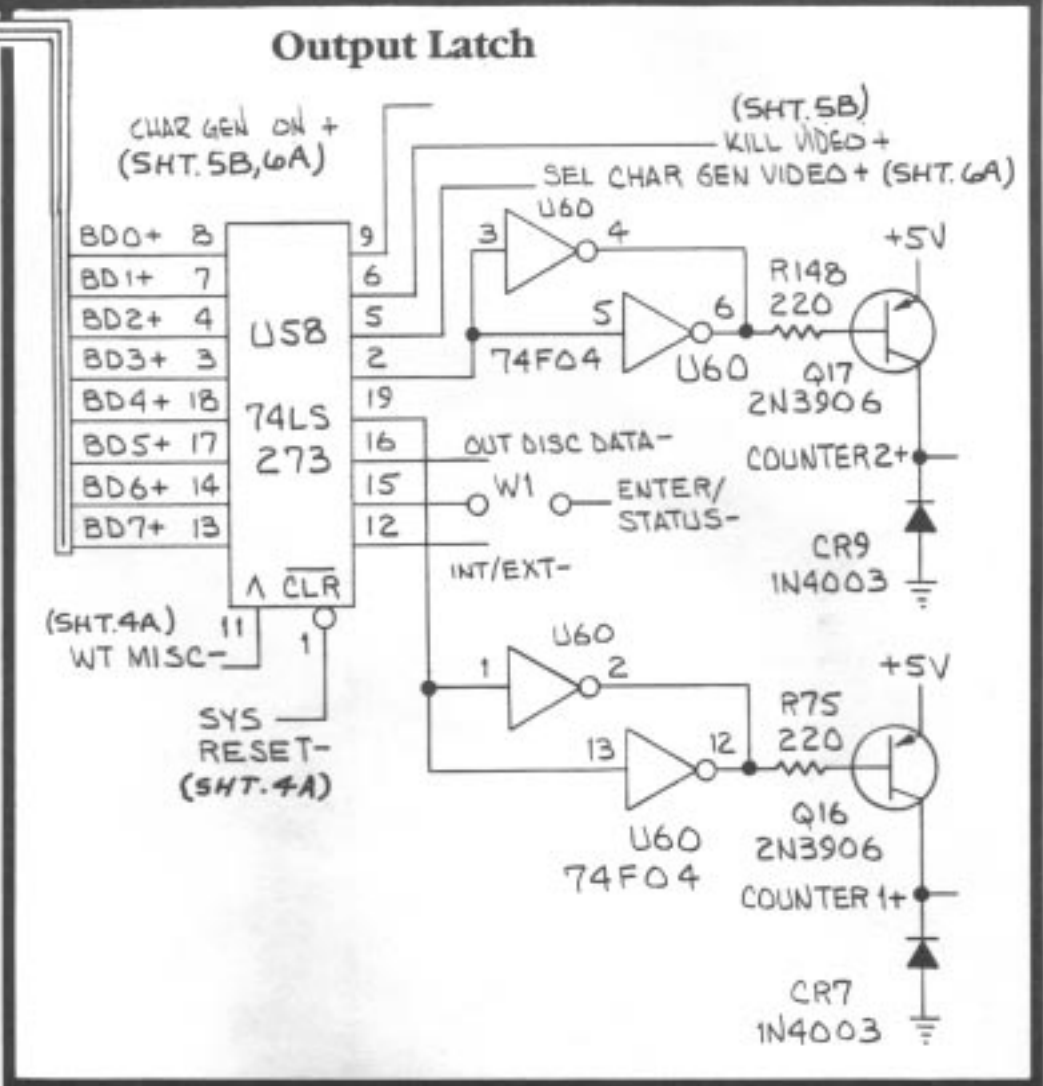 Output Latch
CHAR GEN ON +
(SHT. 5B, 6A)
(SHT. 5B)
KILL VIDEO +
SEL CHAR GEN VIDEO + (SHT. 6A)
U60
3
4
+5V
BD0+ 8
9
BD1+ 7
6
BD2+ 4
5
BD3+ 3
2
BD4+ 18
19
BD5+ 17
16
BD6+ 14
15
BD7+ 13
12
U58
74LS
273
Λ CLR
5
6
74F04
U60
R148
220
Q17
2N3906
OUT DISC DATA-
W1
ENTER/
STATUS-
INT/EXT-
COUNTER 2+
CR9
1N4003
(SHT. 4A)
WT MISC-
11
1
SYS
RESET-
(SHT. 4A)
U60
1
2
+5V
R75
220
13
12
U60
74F04
Q16
2N3906
COUNTER 1+
CR7
1N4003